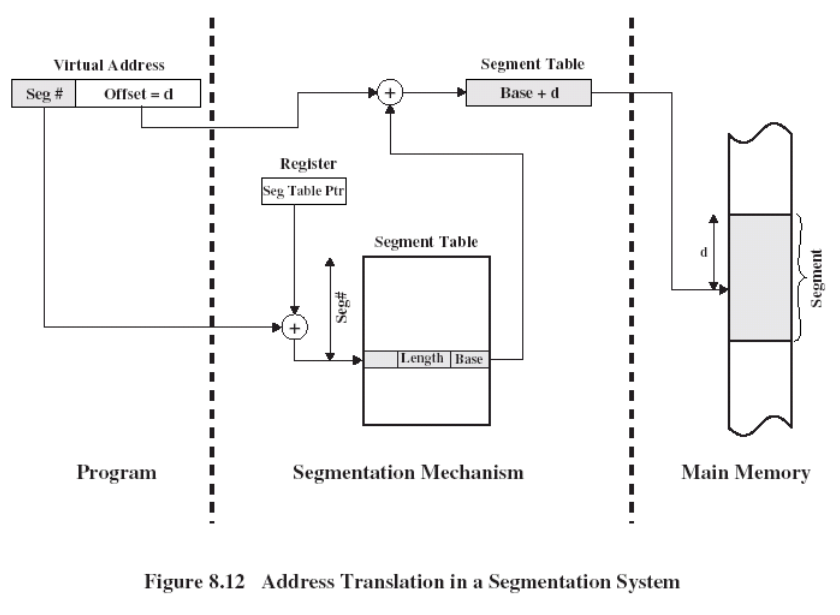 Virtual Address
Seg #
Offset = d
+
Segment Table
Base + d
Register
Seg Table Ptr
Segment Table
Seg#
+
Length
Base
d
Segment
Program
Segmentation Mechanism
Main Memory
Figure 8.12 Address Translation in a Segmentation System